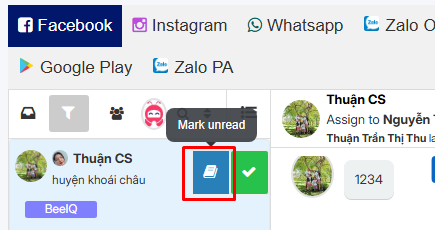 Facebook
Instagram
Whatsapp
Zalo O
Google Play
Zalo PA
Mark unread
Thuận CS
huyện khoái châu
BeeIQ
Thuận CS
Assign to Nguyễn
Thuận Trần Thị Thu
1234